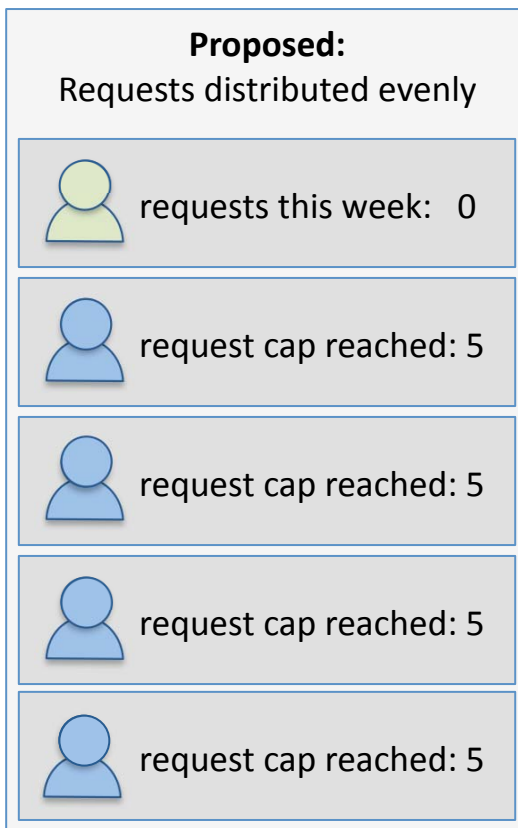 Proposed:
Requests distributed evenly
requests this week: 0
request cap reached: 5
request cap reached: 5
request cap reached: 5
request cap reached: 5